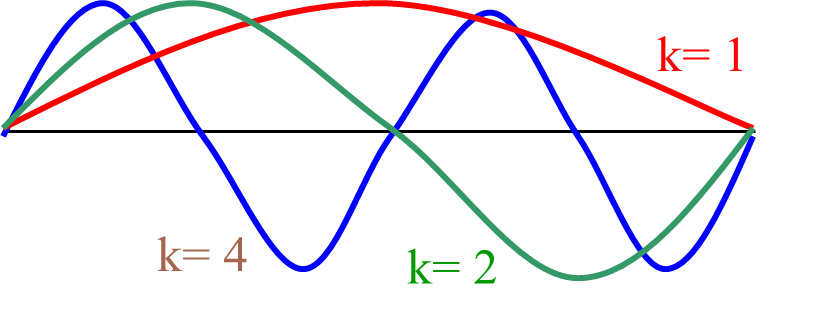 k= 1
k= 4
k= 2